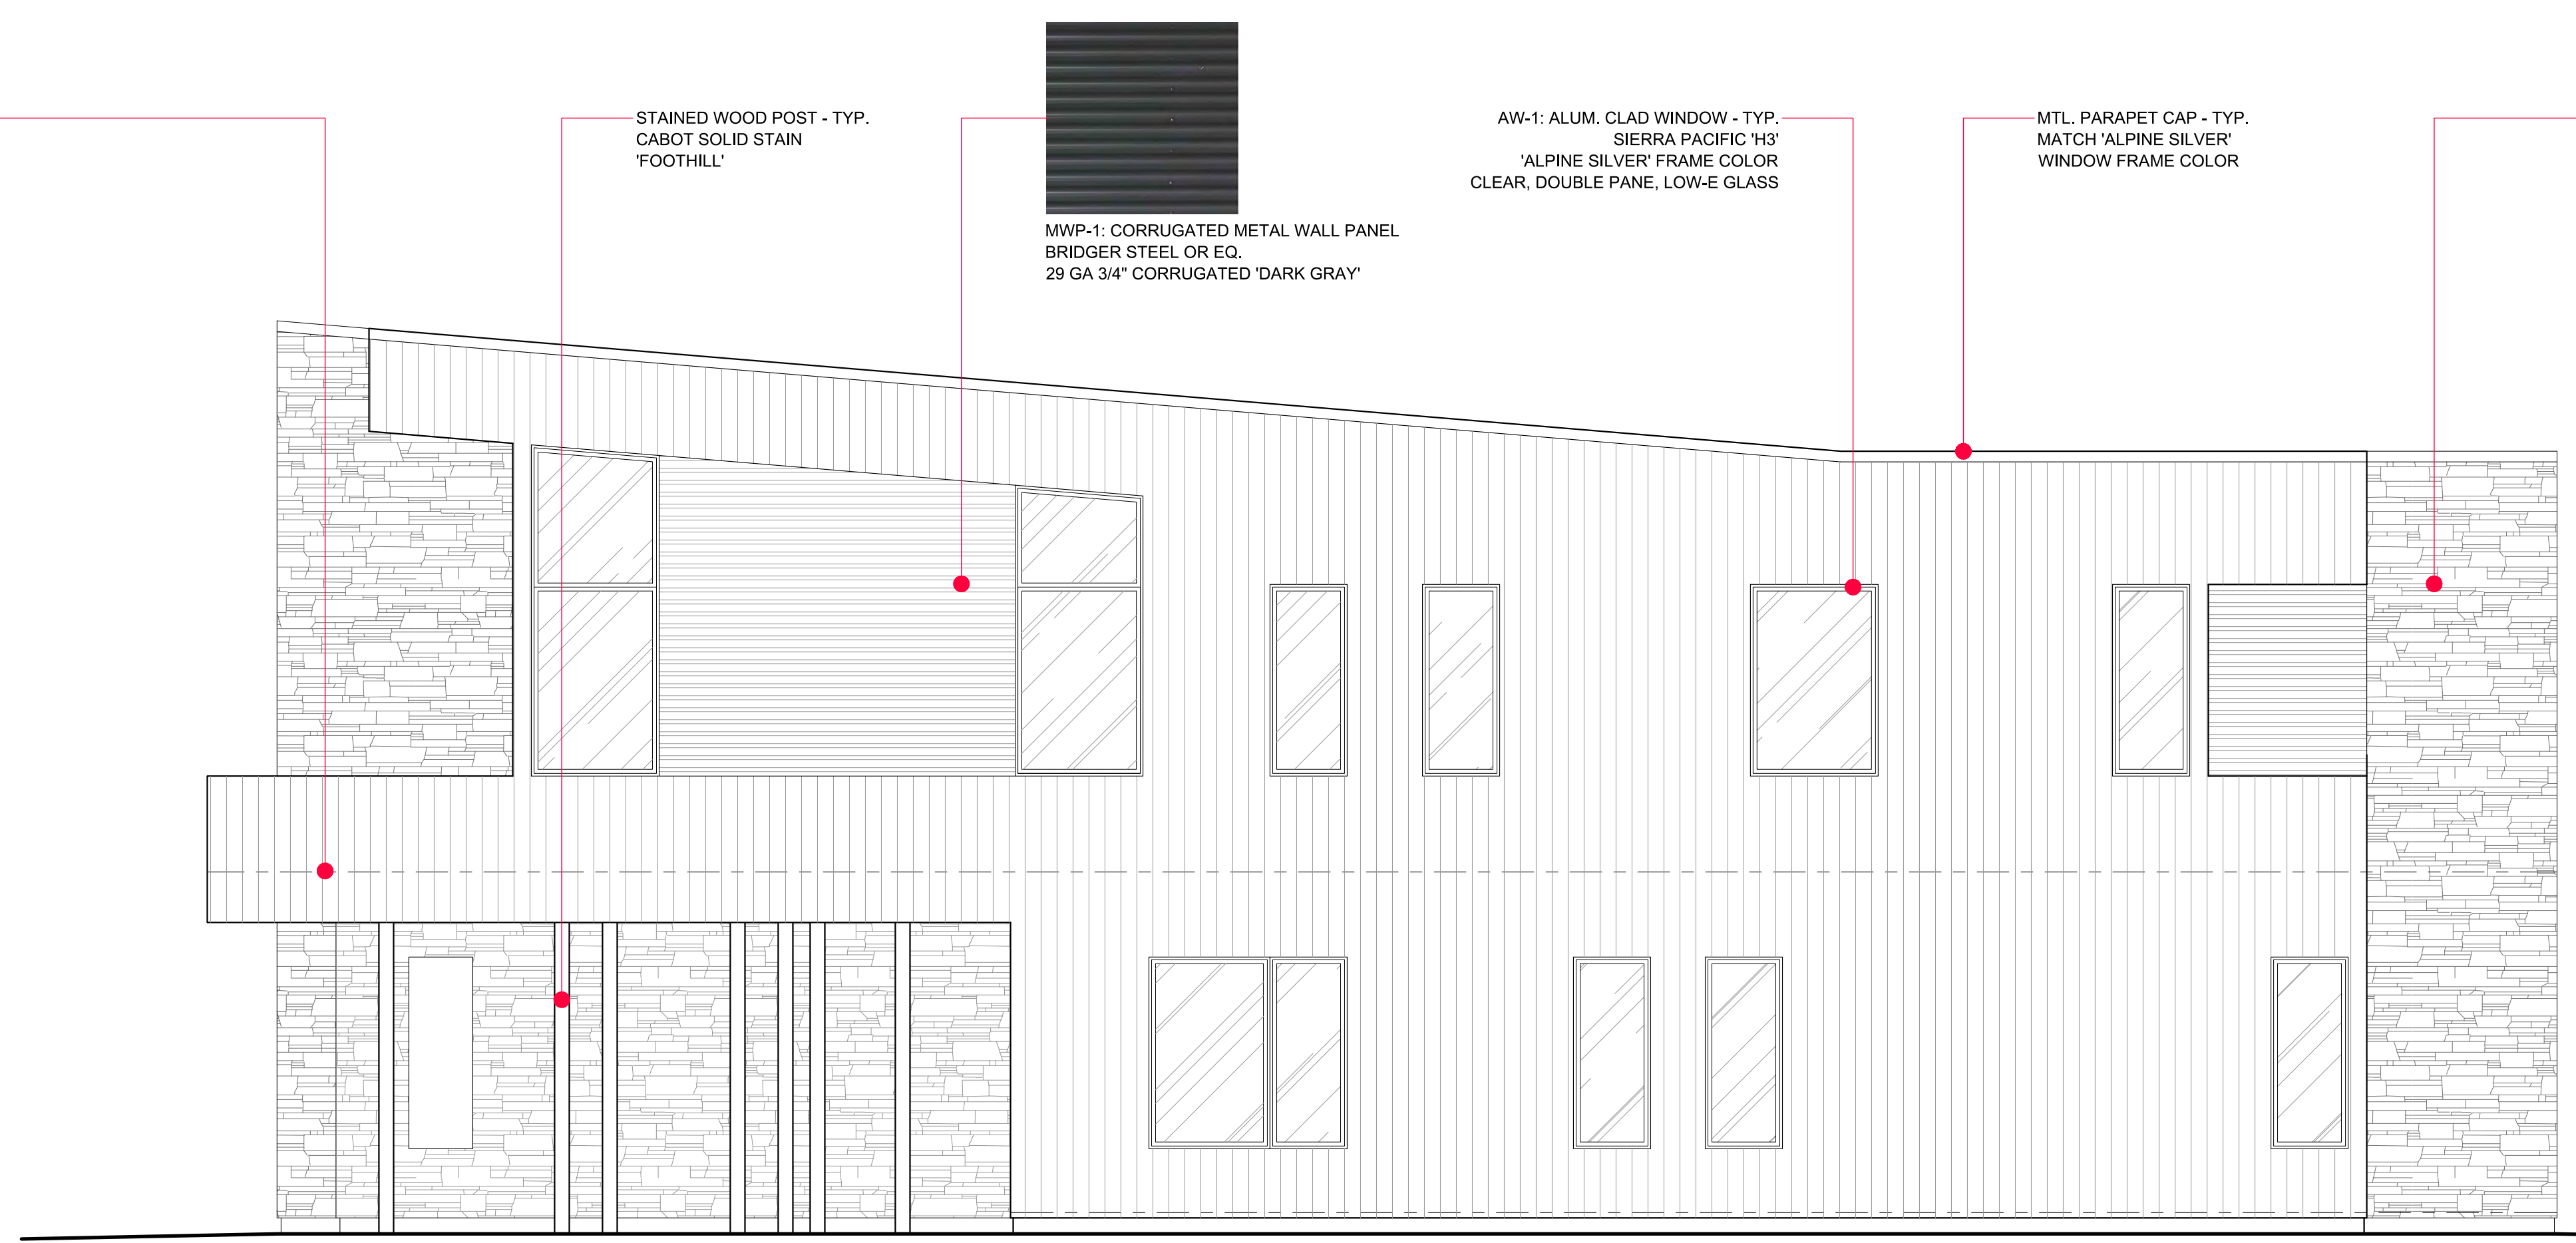 STAINED WOOD POST - TYP.
CABOT SOLID STAIN
'FOOTHILL'
MWP-1: CORRUGATED METAL WALL PANEL
BRIDGER STEEL OR EQ.
29 GA 3/4" CORRUGATED 'DARK GRAY'
AW-1: ALUM. CLAD WINDOW - TYP.
SIERRA PACIFIC 'H3'
'ALPINE SILVER' FRAME COLOR
CLEAR, DOUBLE PANE, LOW-E GLASS
MTL. PARAPET CAP - TYP.
MATCH 'ALPINE SILVER'
WINDOW FRAME COLOR